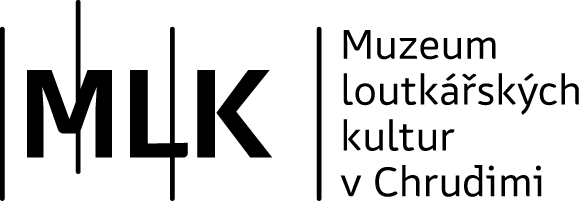 MLK
Muzeum
loutkářských
kultur
v Chrudimi